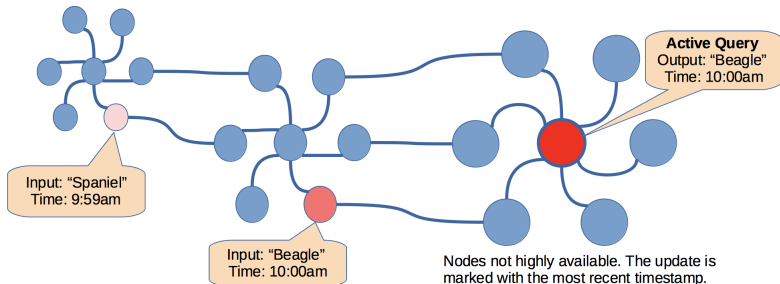 Active Query
Output: “Beagle”
Time: 10:00am
Input: “Spaniel”
Time: 9:59am
Input: “Beagle”
Time: 10:00am
Nodes not highly available. The update is
marked with the most recent timestamp.